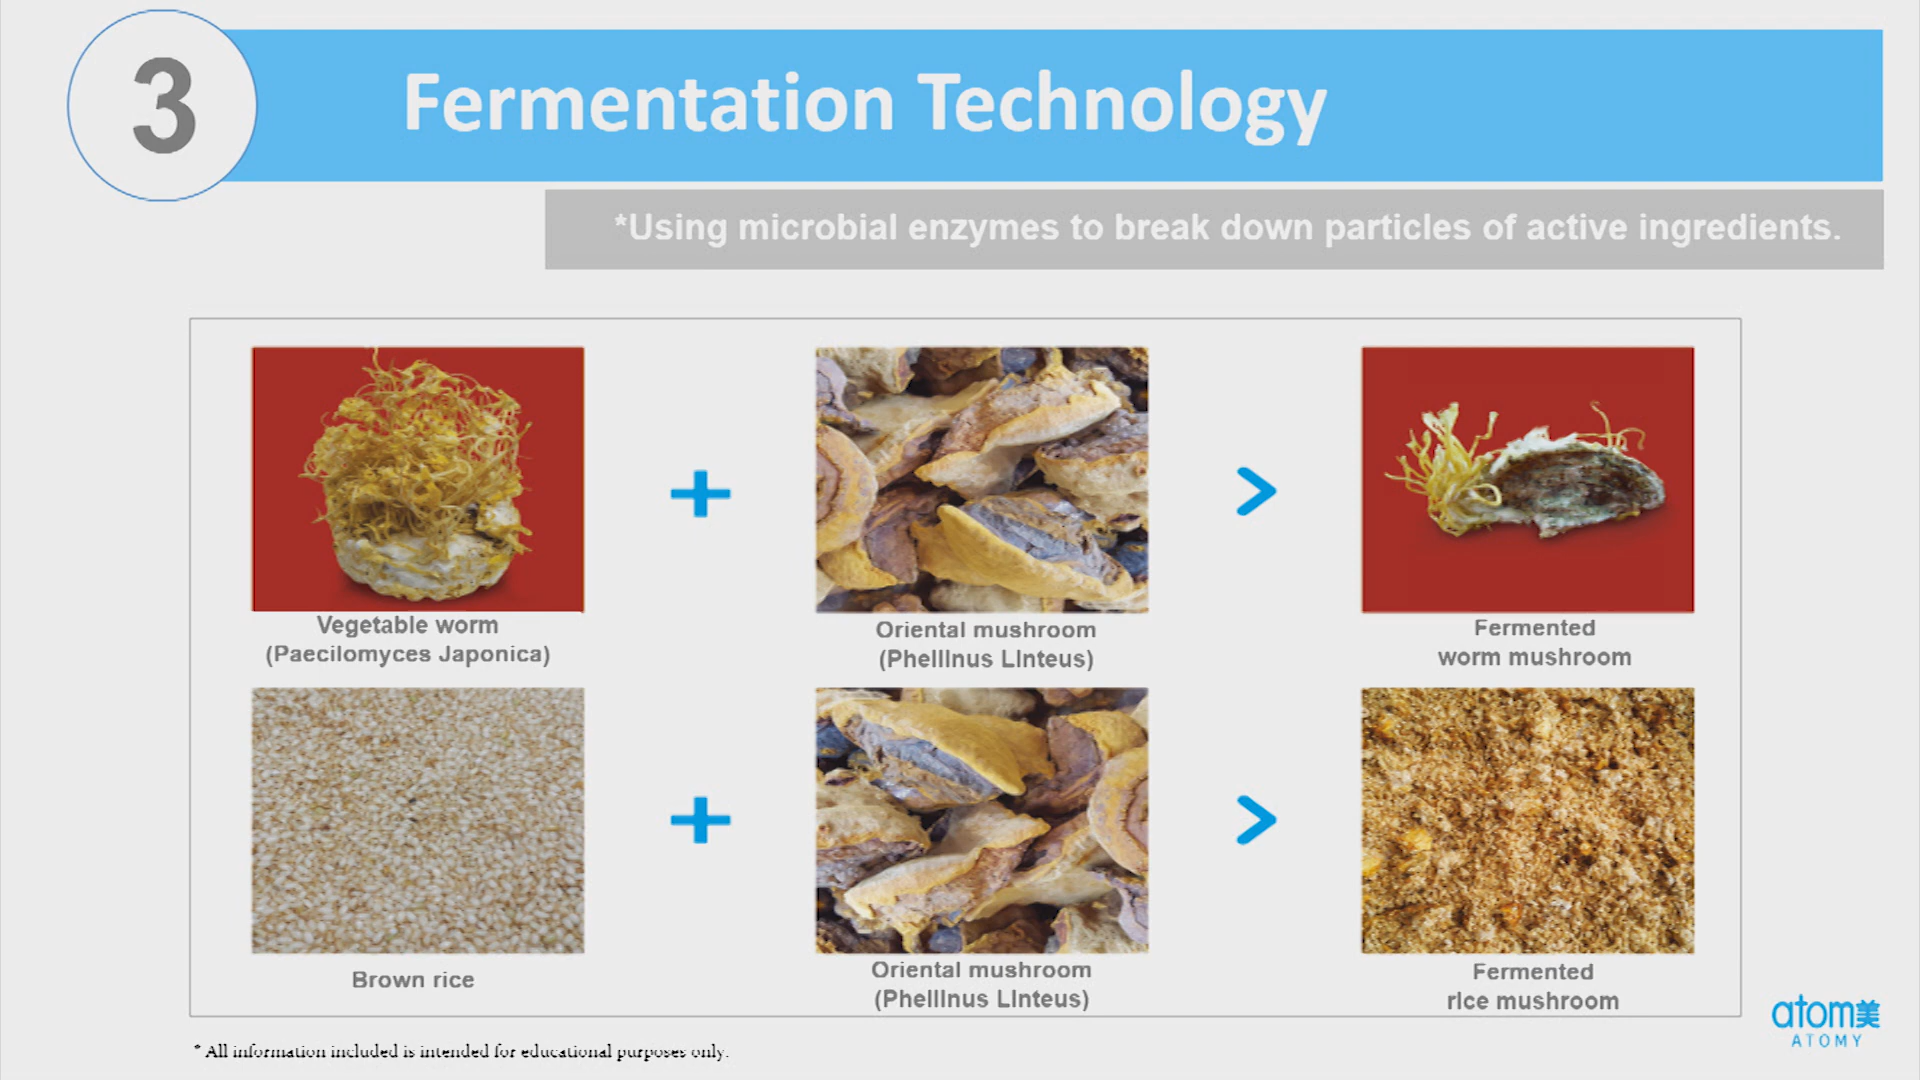 3
Fermentation Technology
*Using microbial enzymes to break down particles of active ingredients.
+
>
Vegetable worm
(Paecilomyces Japonica)
Oriental mushroom
(Phellinus Linteus)
Fermented
worm mushroom
+
>
Brown rice
Oriental mushroom
(Phellinus Linteus)
Fermented
rice mushroom
atom美
ATOMY
* All information included is intended for educational purposes only.